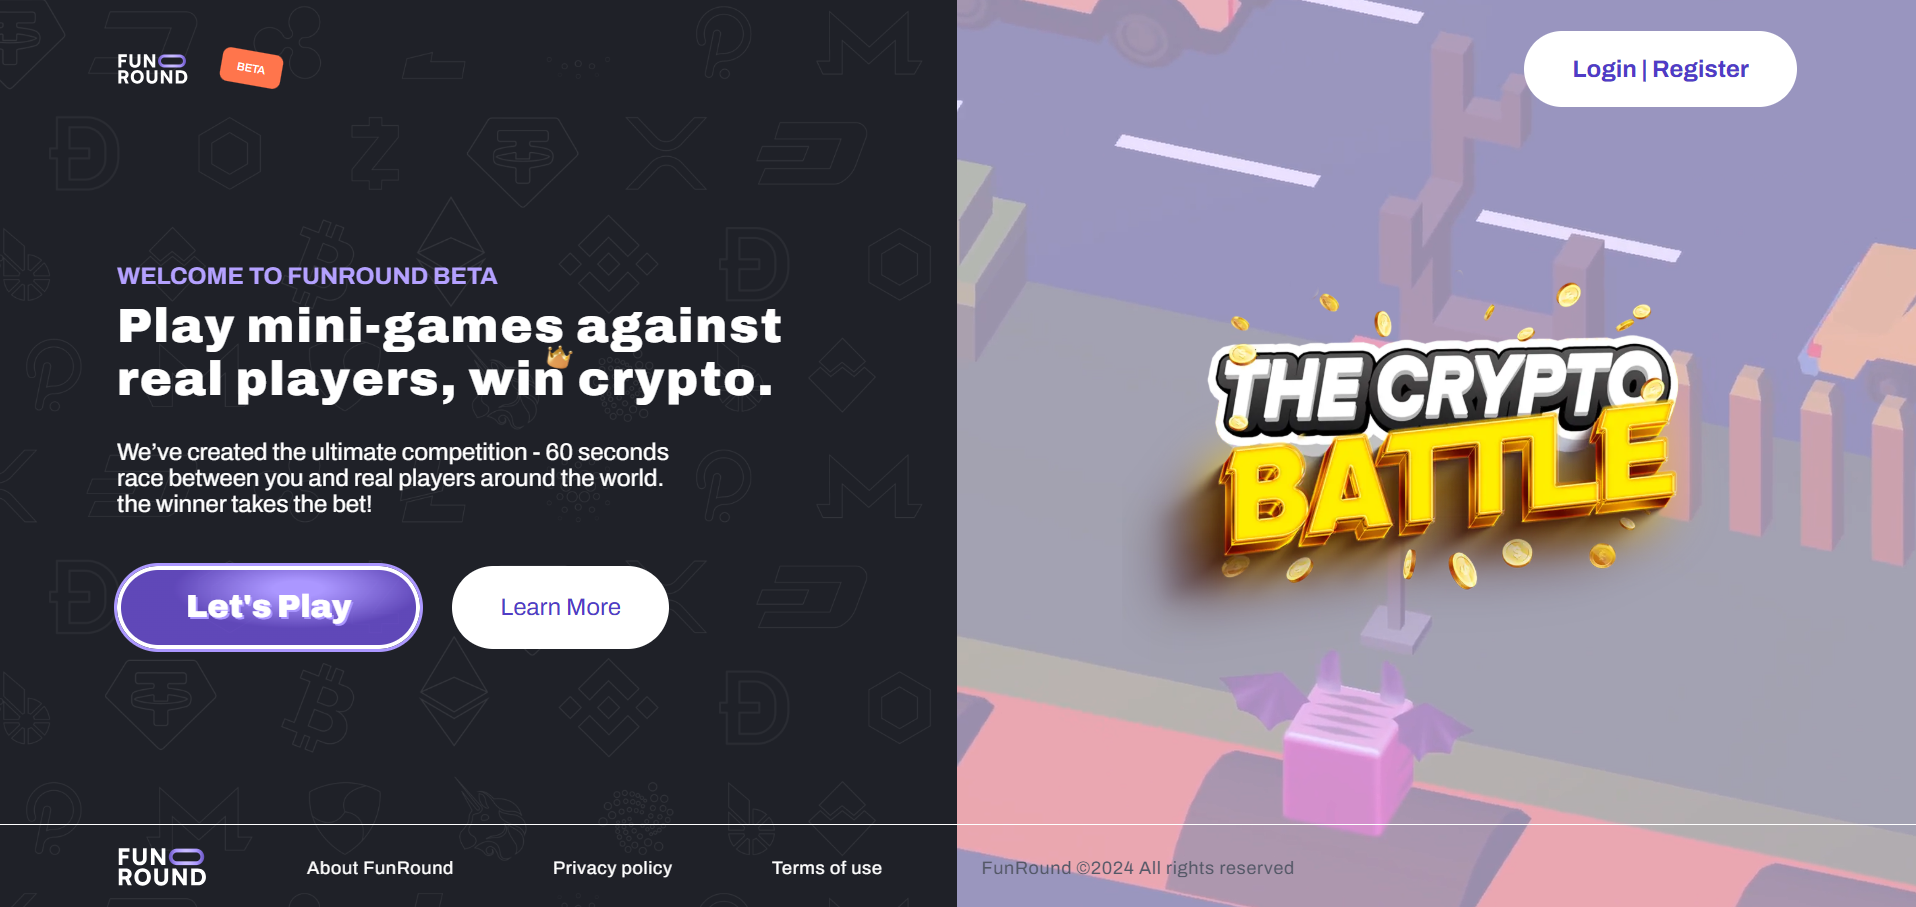 FUN
ROUND
BETA
Login | Register
WELCOME TO FUNROUND BETA
Play mini-games against
real players, win crypto.
We’ve created the ultimate competition - 60 seconds
race between you and real players around the world.
the winner takes the bet!
Let's Play
Learn More
THE CRYPTO
BATTLE
FUN
ROUND
About FunRound
Privacy policy
Terms of use
FunRound ©2024 All rights reserved